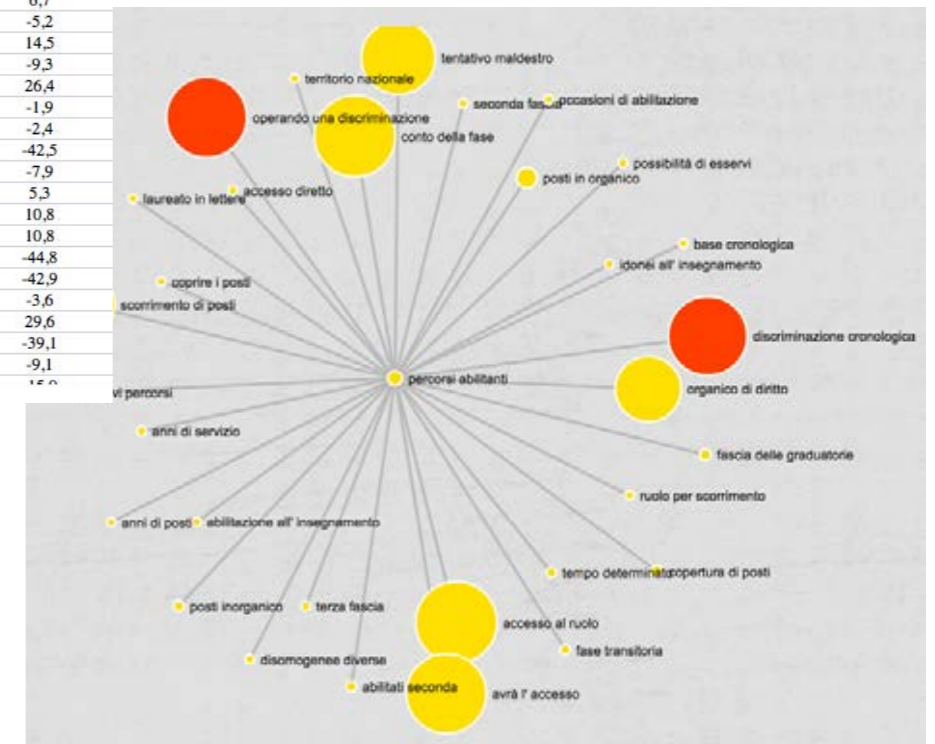 -5,2
14,5
-9,3
26,4
-1,9
-2,4
-42,5
-7,9
5,3
10,8
10,8
-44,8
-42,9
-3,6
29,6
-39,1
-9,1
tentativo maldestro
territorio nazionale
seconda fascia
occasioni di abilitazione
operando una discriminazione
conto della fase
possibilità di esservi
posti in organico
accesso diretto
laureato in lettere
base cronologica
idonei all' insegnamento
coprire i posti
scorrimento di posti
discriminazione cronologica
percorsi abilitanti
organico di diritto
vi percorsi
anni di servizio
fascia delle graduatorie
ruolo per scorrimento
anni di posti
abilitazione all' insegnamento
tempo determinato
copertura di posti
posti inorganico
terza fascia
accesso al ruolo
fase transitoria
disomogenee diverse
abilitati seconda
avrà l' accesso